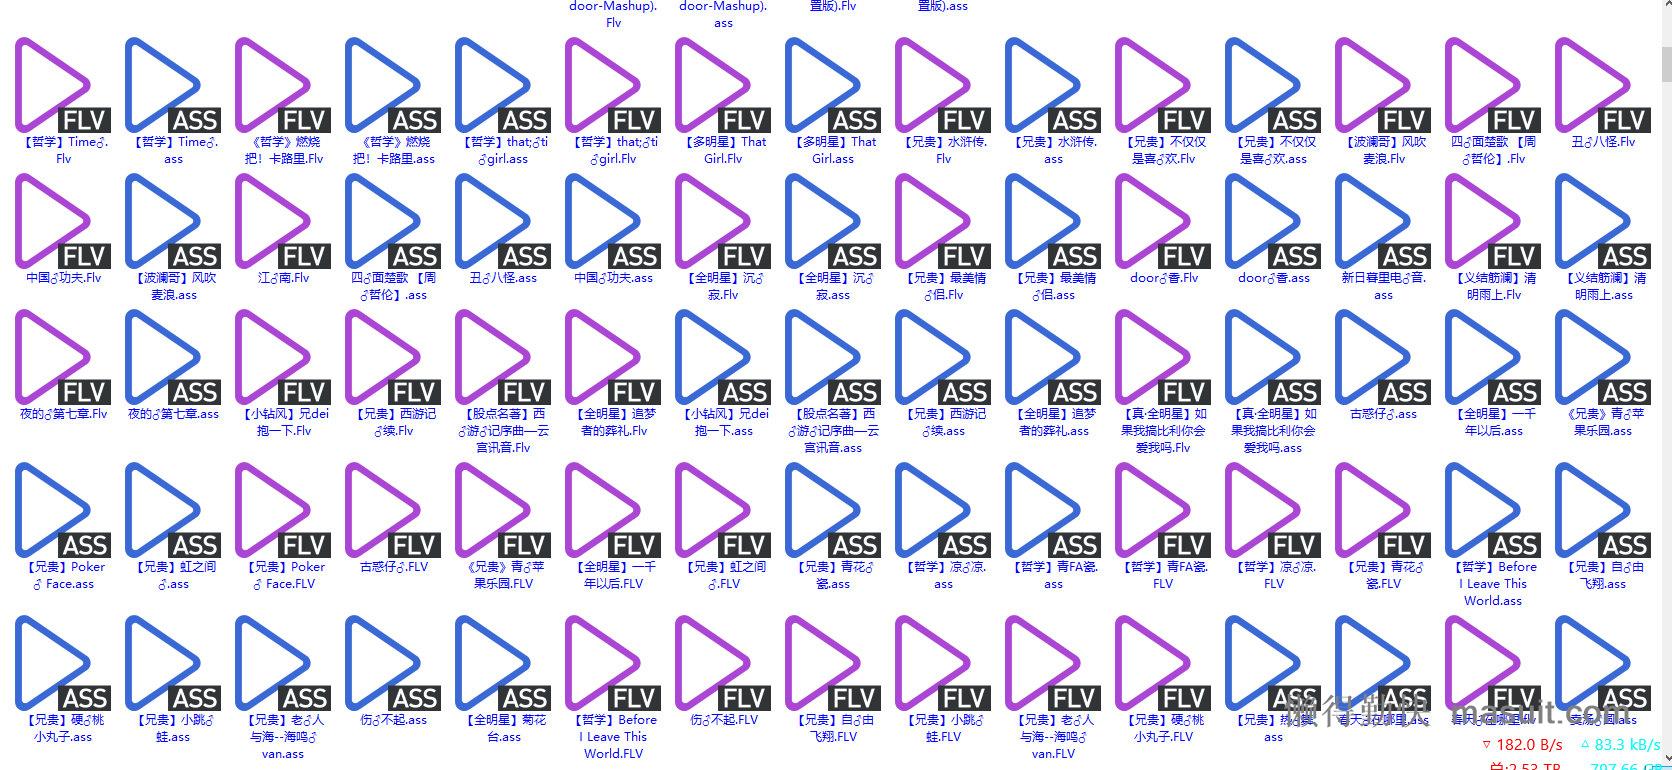 door-Mashup). door-Mashup). 置版).Flv 置版).ass
Flv ass
FLV ASS FLV ASS ASS FLV FLV ASS FLV ASS FLV ASS FLV FLV FLV
【哲学】Time♂. 【哲学】Time♂. 《哲学》燃烧 《哲学》燃烧 【哲学】that;♂ti 【哲学】that;♂ti 【多明星】That 【多明星】That 【兄贵】水浒传. 【兄贵】水浒传. 【兄贵】不仅仅 【兄贵】不仅仅 【波澜哥】风吹 四♂面楚歌 【周 丑♂八怪.Flv
Flv ass 把！卡路里.Flv 把！卡路里.ass ♂girl.ass ♂girl.Flv Girl.Flv Girl.ass Flv ass 是喜♂欢.Flv 是喜♂欢.ass 麦浪.Flv ♂哲伦】.Flv
FLV ASS FLV ASS ASS ASS FLV ASS FLV ASS FLV ASS ASS FLV ASS
中国♂功夫.Flv 【波澜哥】风吹 江♂南.Flv 四♂面楚歌 【周 丑♂八怪.ass 中国♂功夫.ass 【全明星】沉♂ 【全明星】沉♂ 【兄贵】最美情 【兄贵】最美情 door♂香.Flv door♂香.ass 新日暮里电♂音. 【义结筋澜】清 【义结筋澜】清
麦浪.ass ♂哲伦】.ass 寂.Flv 寂.ass ♂侣.Flv ♂侣.ass ass 明雨上.Flv 明雨上.ass
FLV ASS FLV FLV FLV FLV ASS ASS ASS ASS FLV ASS ASS ASS ASS
夜的♂第七章.Flv 夜的♂第七章.ass 【小钻风】兄dei 【兄贵】西游记 【股点名著】西 【全明星】追梦 【小钻风】兄dei 【股点名著】西 【兄贵】西游记 【全明星】追梦 【真·全明星】如 【真·全明星】如 古惑仔♂.ass 【全明星】一千 《兄贵》青♂苹
抱一下.Flv ♂续.Flv ♂游♂记序曲—云 者的葬礼.Flv 抱一下.ass ♂游♂记序曲—云 ♂续.ass 者的葬礼.ass 果我搞比利你会 果我搞比利你会 年以后.ass 果乐园.ass
宫讯音.Flv 宫讯音.ass 爱我吗.Flv 爱我吗.ass
ASS ASS FLV FLV FLV FLV FLV ASS ASS ASS FLV FLV FLV ASS ASS
【兄贵】Poker 【兄贵】虹之间 【兄贵】Poker 古惑仔♂.FLV 《兄贵》青♂苹 【全明星】一千 【兄贵】虹之间 【兄贵】青花♂ 【哲学】凉♂凉. 【哲学】青FA瓷. 【哲学】青FA瓷. 【哲学】凉♂凉. 【兄贵】青花♂ 【哲学】Before 【兄贵】自♂由
♂ Face.ass ♂.ass ♂ Face.FLV 果乐园.FLV 年以后.FLV ♂.FLV 瓷.ass ass ass FLV FLV 瓷.FLV I Leave This 飞翔.ass
World.ass
ASS ASS ASS ASS ASS FLV FLV FLV FLV FLV FLV ASS ASS FLV ASS
【兄贵】硬♂桃 【兄贵】小跳♂ 【兄贵】老♂人 伤♂不起.ass 【全明星】菊花 【哲学】Before 伤♂不起.FLV 【兄贵】自♂由 【兄贵】小跳♂ 【兄贵】老♂人 【兄贵】硬♂桃
小丸子.ass 蛙.ass 与海--海鸣♂ 台.ass I Leave This 飞翔.FLV 蛙.FLV 与海--海鸣♂ 小丸子.FLV ass
van.ass World.FLV van.FLV
懒得勤快 masuit.com
▽ 182.0 B/s △ 83.3 kB/s
总:2.53 TB 797.66 GB